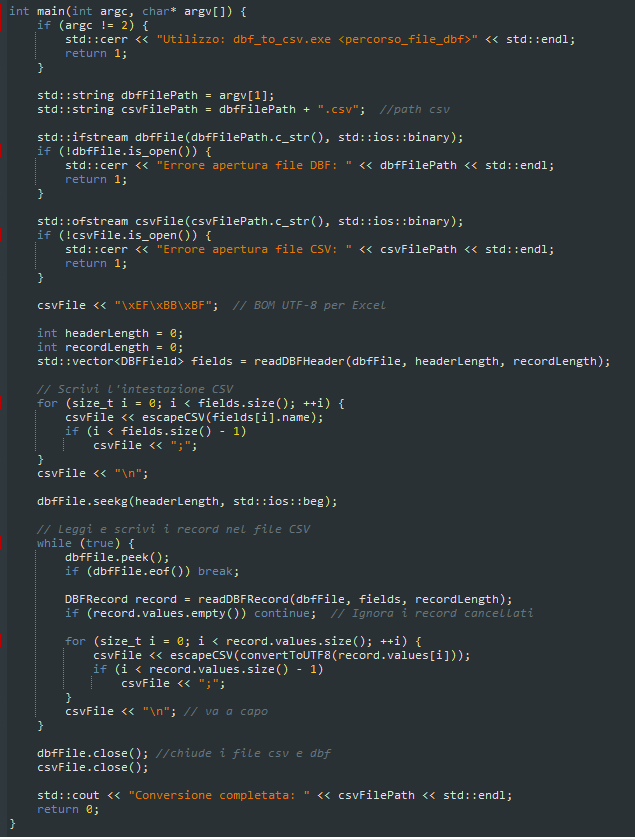 int main(int argc, char* argv[]) {
    if (argc != 2) {
        std::cerr << "Utilizzo: dbf_to_csv.exe <percorso_file_dbf>" << std::endl;
        return 1;
    }

    std::string dbfFilePath = argv[1];
    std::string csvFilePath = dbfFilePath + ".csv";  //path csv

    std::ifstream dbfFile(dbfFilePath.c_str(), std::ios::binary);
    if (!dbfFile.is_open()) {
        std::cerr << "Errore apertura file DBF: " << dbfFilePath << std::endl;
        return 1;
    }

    std::ofstream csvFile(csvFilePath.c_str(), std::ios::binary);
    if (!csvFile.is_open()) {
        std::cerr << "Errore apertura file CSV: " << csvFilePath << std::endl;
        return 1;
    }

    csvFile << "\xEF\xBB\xBF";  // BOM UTF-8 per Excel

    int headerLength = 0;
    int recordLength = 0;
    std::vector<DBFField> fields = readDBFHeader(dbfFile, headerLength, recordLength);

    // Scrivi l'intestazione CSV
    for (size_t i = 0; i < fields.size(); ++i) {
        csvFile << escapeCSV(fields[i].name);
        if (i < fields.size() - 1)
            csvFile << ";";
    }
    csvFile << "\n";

    dbfFile.seekg(headerLength, std::ios::beg);

    // Leggi e scrivi i record nel file CSV
    while (true) {
        dbfFile.peek();
        if (dbfFile.eof()) break;

        DBFRecord record = readDBFRecord(dbfFile, fields, recordLength);
        if (record.values.empty()) continue;  // Ignora i record cancellati

        for (size_t i = 0; i < record.values.size(); ++i) {
            csvFile << escapeCSV(convertToUTF8(record.values[i]));
            if (i < record.values.size() - 1)
                csvFile << ";";
        }
        csvFile << "\n"; // va a capo
    }

    dbfFile.close(); //chiude i file csv e dbf
    csvFile.close();

    std::cout << "Conversione completata: " << csvFilePath << std::endl;
    return 0;
}